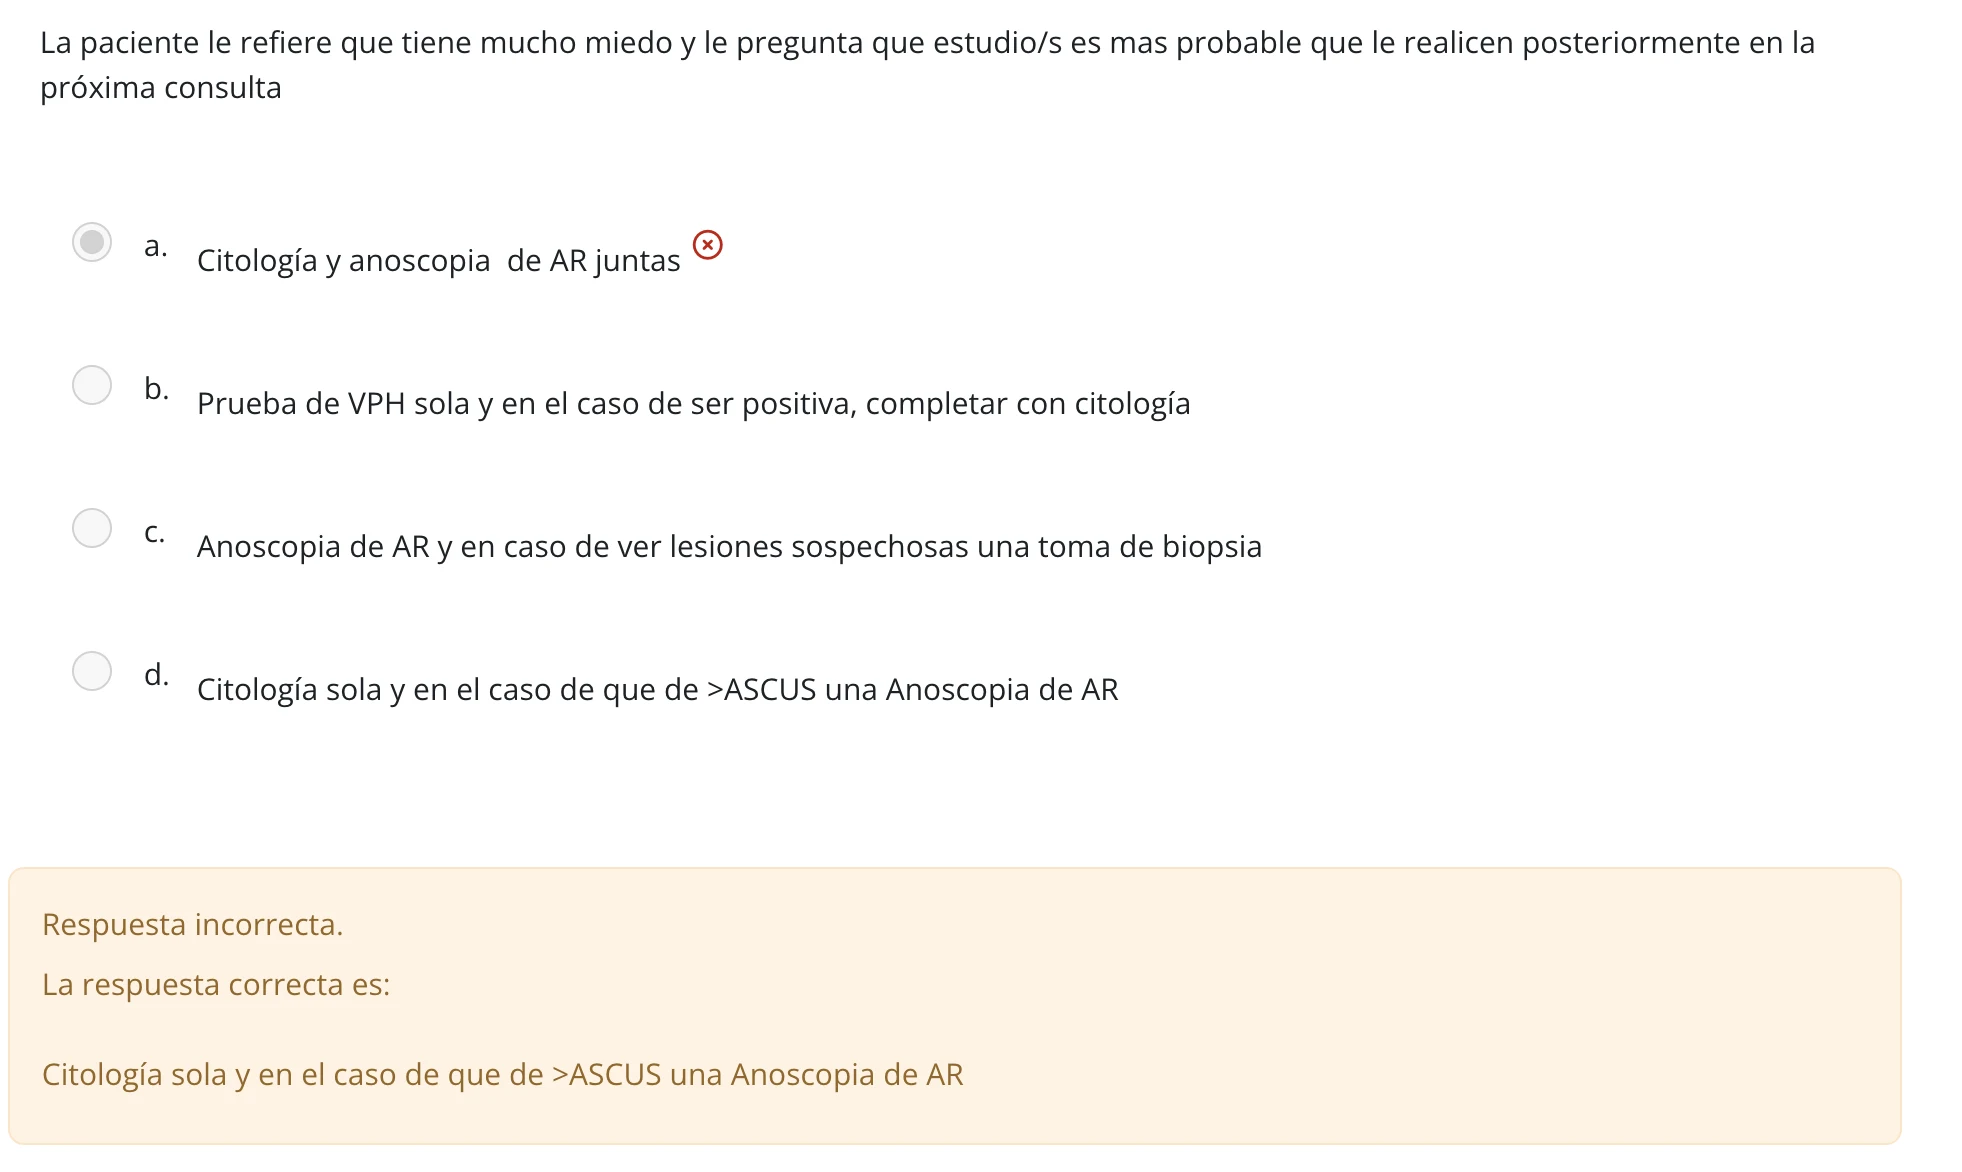 La paciente le refiere que tiene mucho miedo y le pregunta que estudio/s es mas probable que le realicen posteriormente en la
próxima consulta
a. Citología y anoscopia de AR juntas
b. Prueba de VPH sola y en el caso de ser positiva, completar con citología
c. Anoscopia de AR y en caso de ver lesiones sospechosas una toma de biopsia
d. Citología sola y en el caso de que de >ASCUS una Anoscopia de AR
Respuesta incorrecta.
La respuesta correcta es:
Citología sola y en el caso de que de >ASCUS una Anoscopia de AR